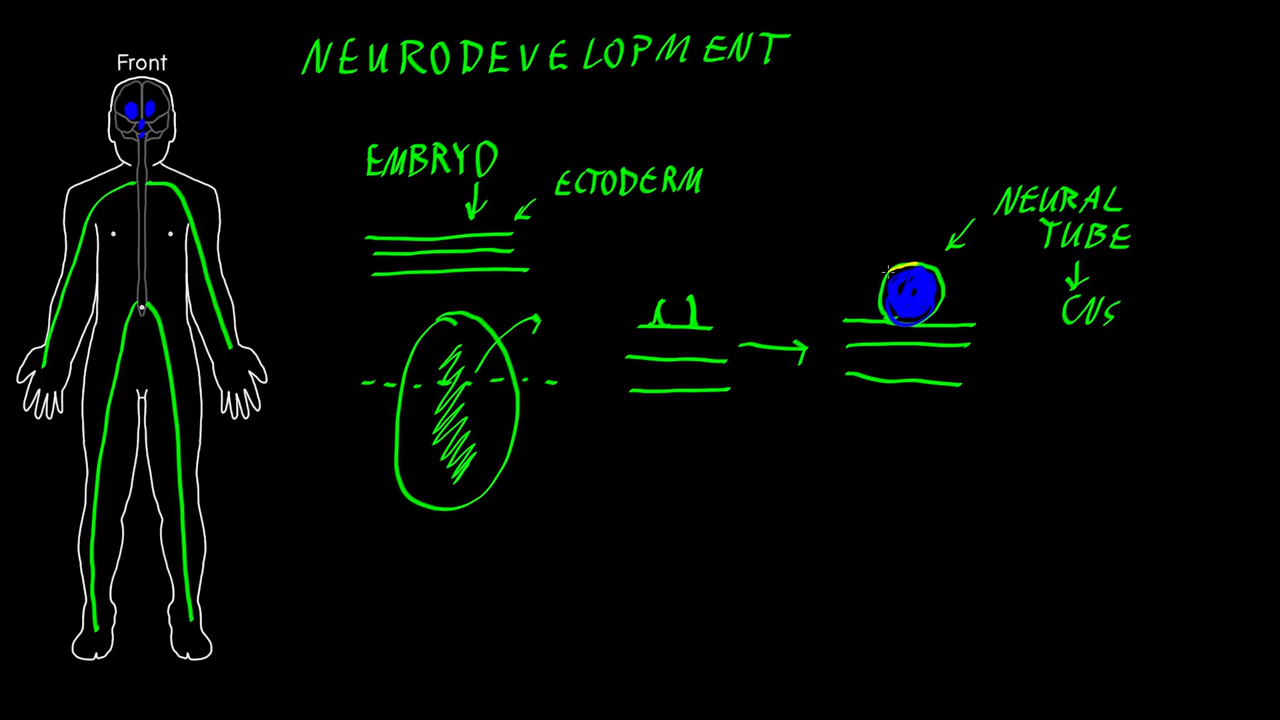 NEURODEVELOPMENT
Front
EMBRYO
ECTODERM
NEURAL
TUBE
CNS